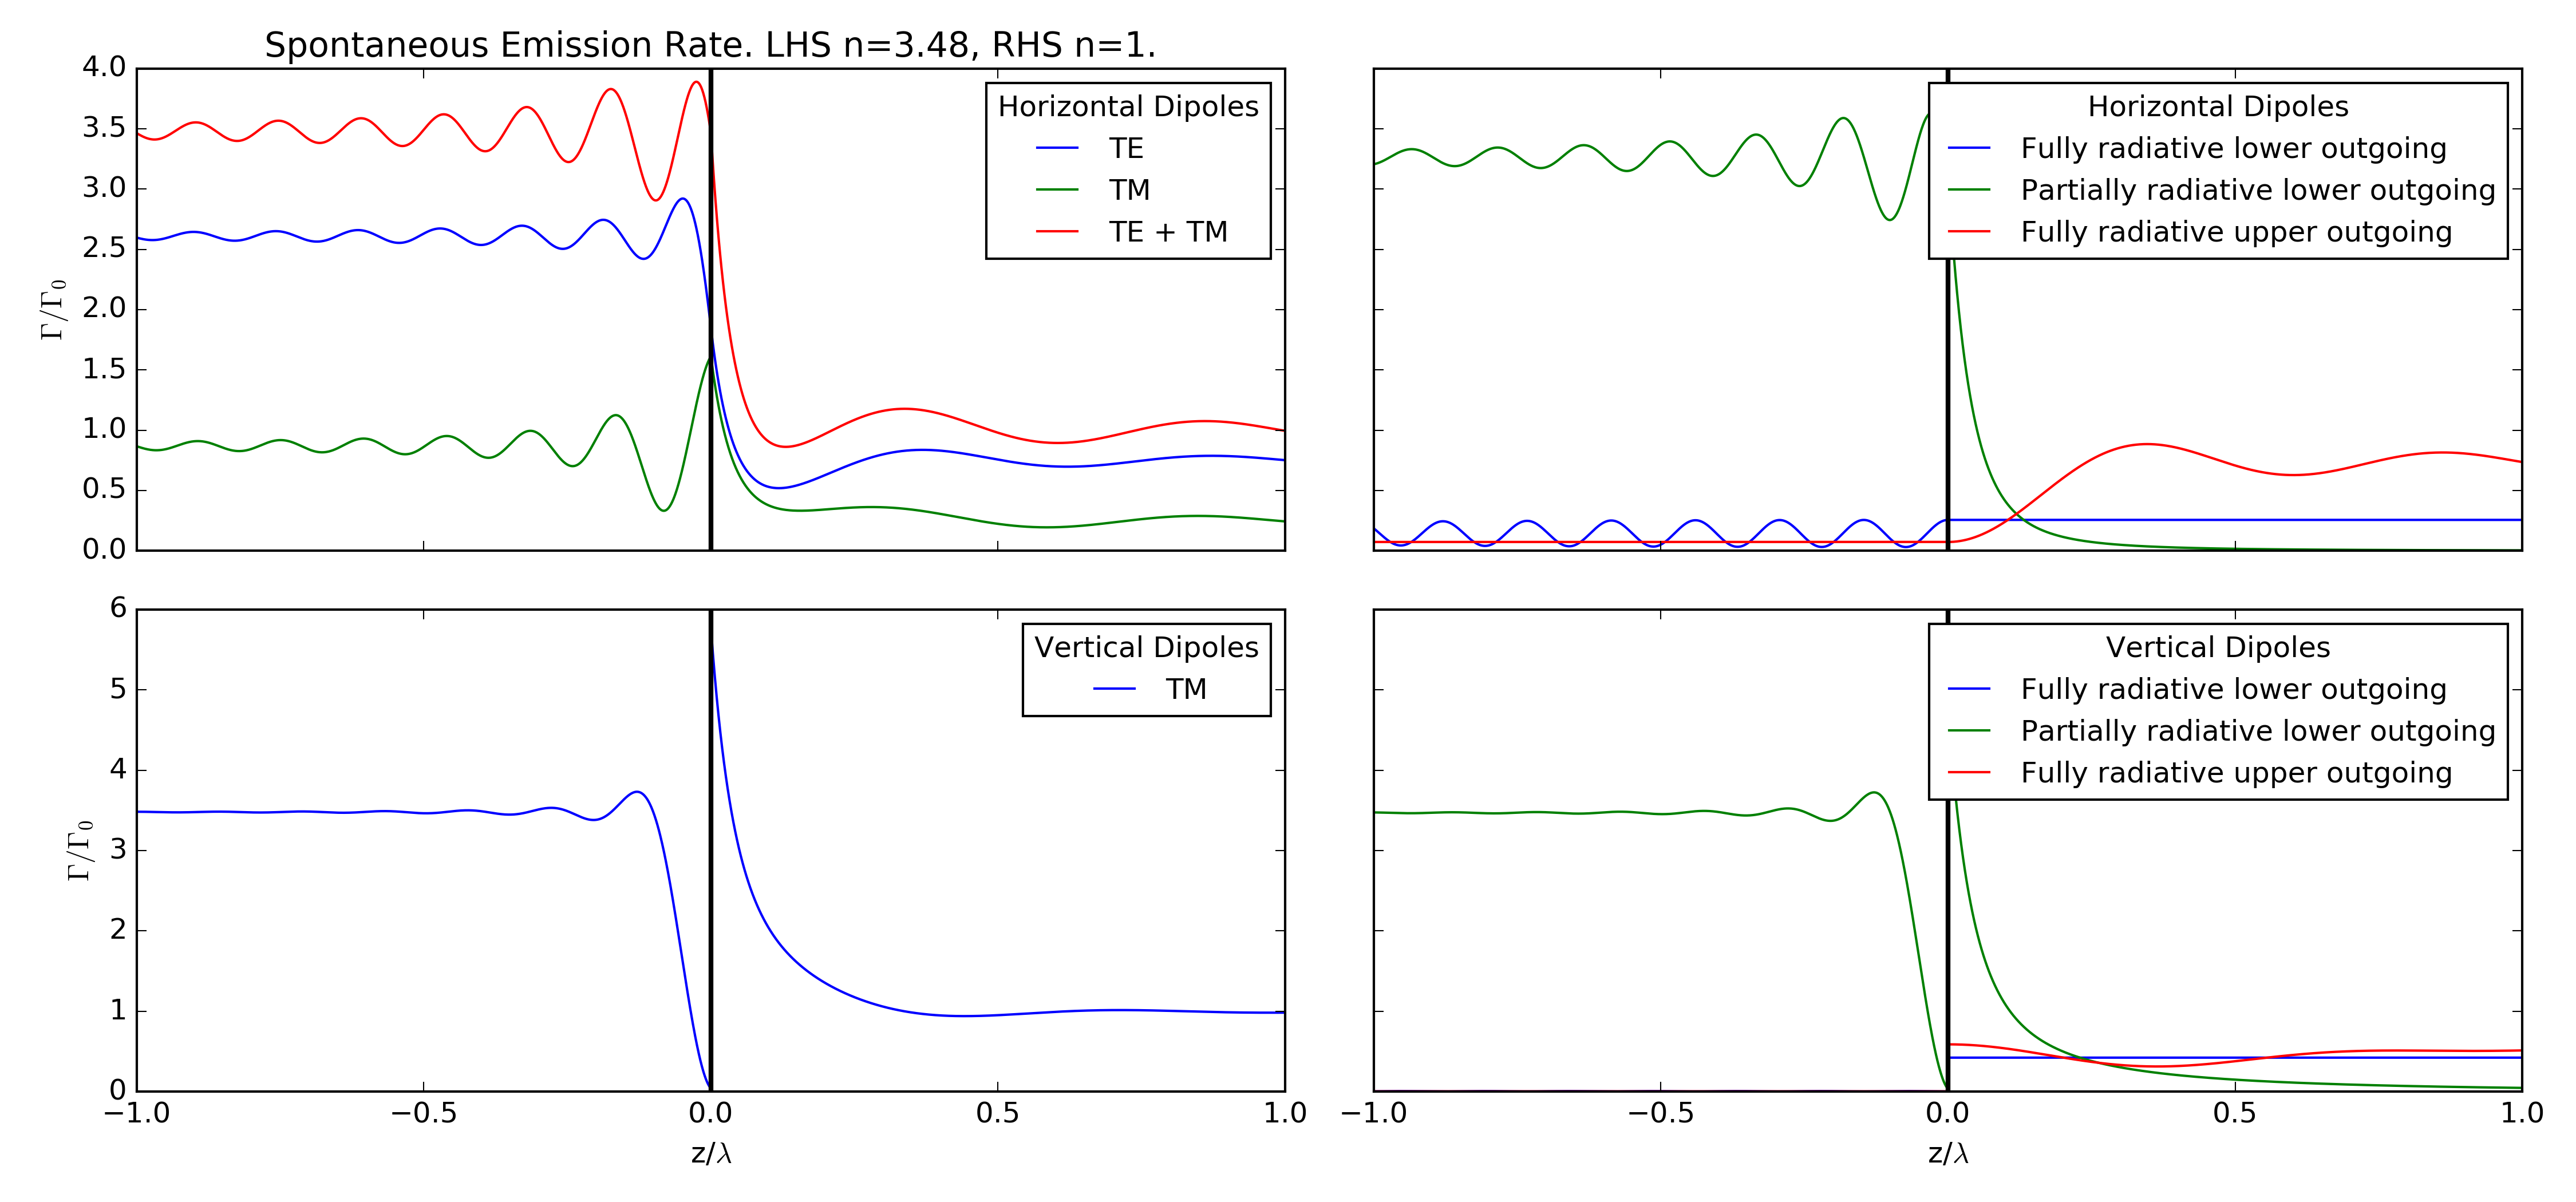 Spontaneous Emission Rate. LHS n=3.48, RHS n=1.
4.0
3.5
3.0
2.5
2.0
1.5
1.0
0.5
0.0
Γ/Γ0
Horizontal Dipoles
TE
TM
TE + TM
Horizontal Dipoles
Fully radiative lower outgoing
Partially radiative lower outgoing
Fully radiative upper outgoing
6
5
4
3
2
1
0
Γ/Γ0
Vertical Dipoles
TM
−1.0 −0.5 0.0 0.5 1.0
z/λ
Vertical Dipoles
Fully radiative lower outgoing
Partially radiative lower outgoing
Fully radiative upper outgoing
−1.0 −0.5 0.0 0.5 1.0
z/λ